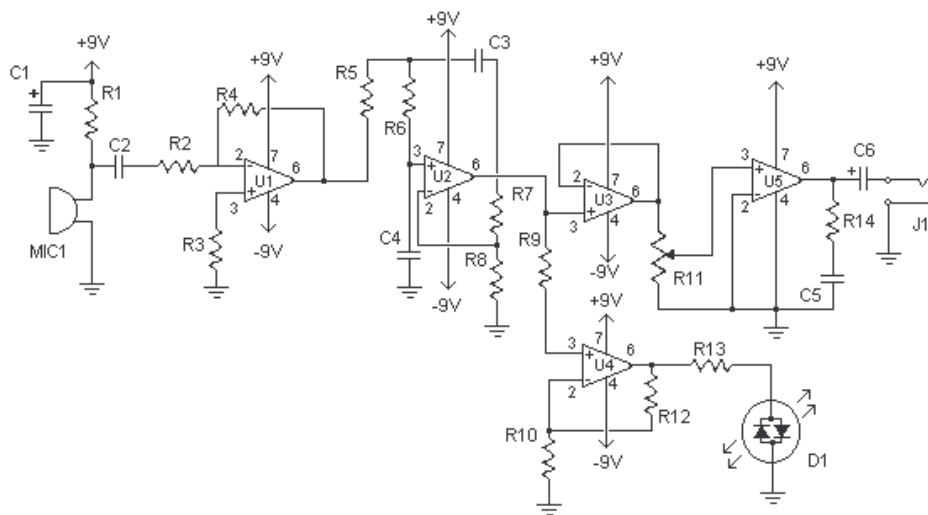 +9V
C1
+
R1
C2
MIC1
R2
R3
R4
+9V
2
-
7
6
U1
+
3
4
-9V
R5
R6
C4
+9V
C3
3
+
7
6
U2
2
-
4
-9V
R7
R8
R9
+9V
2
-
7
6
U3
+
3
4
-9V
R11
+9V
3
+
7
6
U5
2
-
4
C6
+
R14
C5
J1
+9V
3
+
7
6
U4
2
-
4
-9V
R10
R12
R13
D1